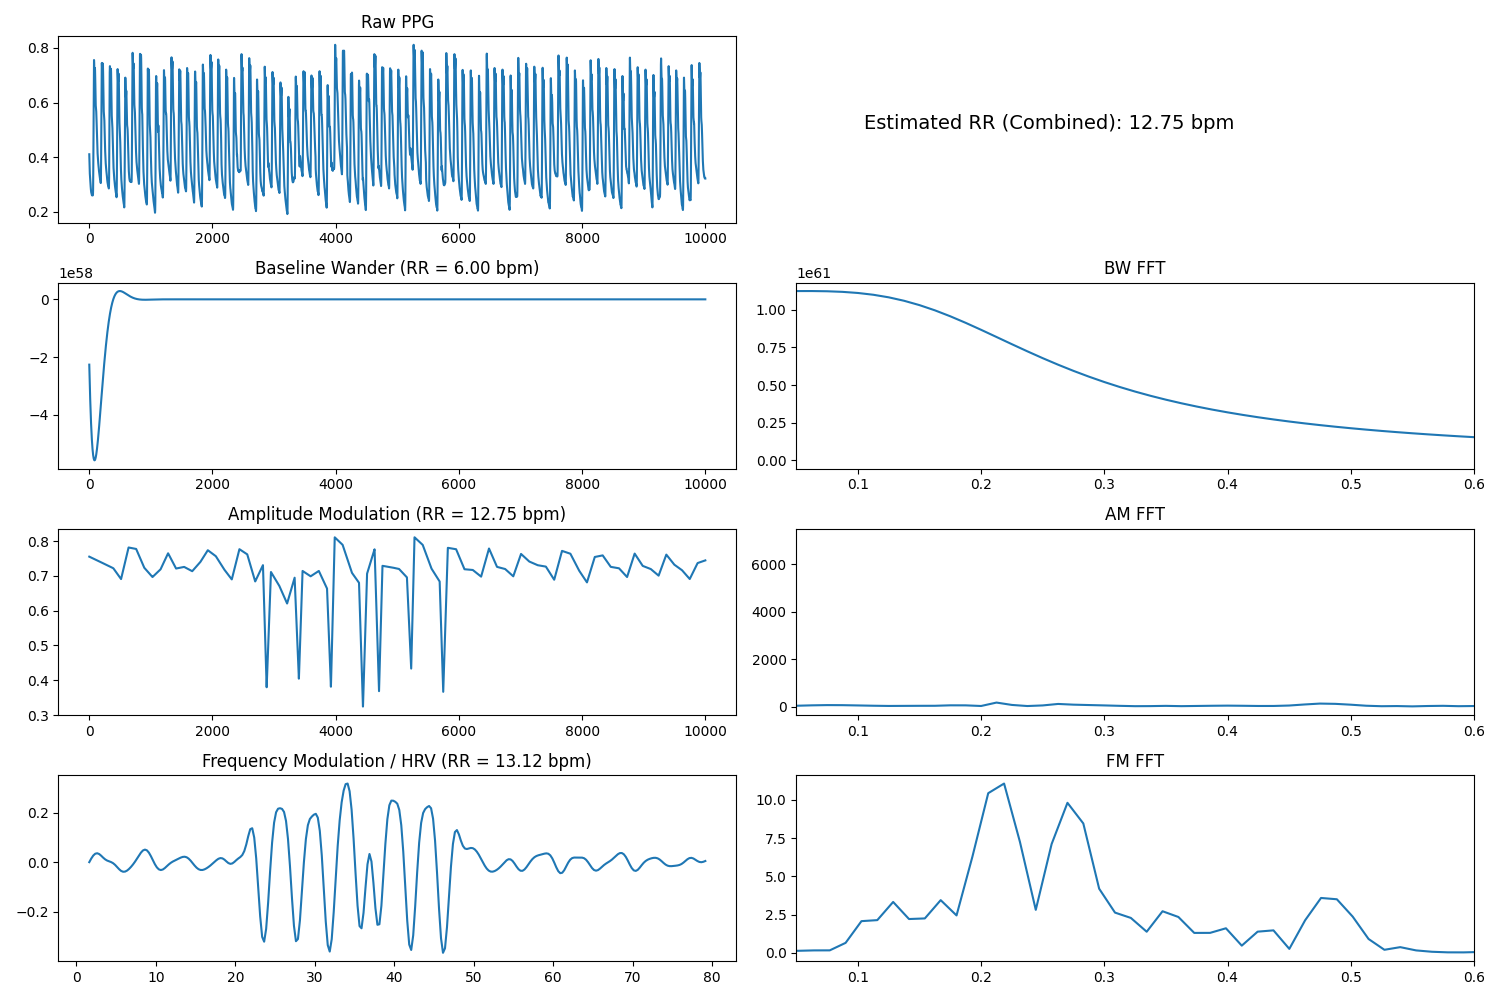 Raw PPG
0.8
0.6
0.4
0.2
0 2000 4000 6000 8000 10000
Estimated RR (Combined): 12.75 bpm
Baseline Wander (RR = 6.00 bpm)
1e58
0
−2
−4
0 2000 4000 6000 8000 10000
BW FFT
1e61
1.00
0.75
0.50
0.25
0.00
0.1 0.2 0.3 0.4 0.5 0.6
Amplitude Modulation (RR = 12.75 bpm)
0.8
0.7
0.6
0.5
0.4
0.3
0 2000 4000 6000 8000 10000
AM FFT
6000
4000
2000
0
0.1 0.2 0.3 0.4 0.5 0.6
Frequency Modulation / HRV (RR = 13.12 bpm)
0.2
0.0
−0.2
0 10 20 30 40 50 60 70 80
FM FFT
10.0
7.5
5.0
2.5
0.0
0.1 0.2 0.3 0.4 0.5 0.6